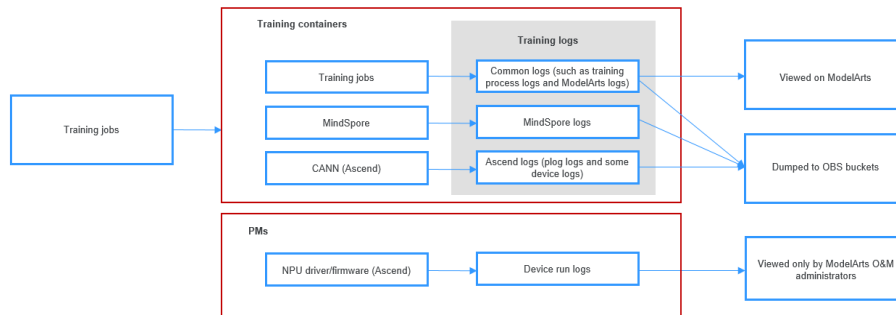 Training containers
Training logs
Training jobs
Common logs (such as training
process logs and ModelArts logs)
Viewed on ModelArts
Training jobs
MindSpore
MindSpore logs
CANN (Ascend)
Ascend logs (plog logs and some
device logs)
Dumped to OBS buckets
PMs
NPU driver/firmware (Ascend)
Device run logs
Viewed only by ModelArts O&M
administrators